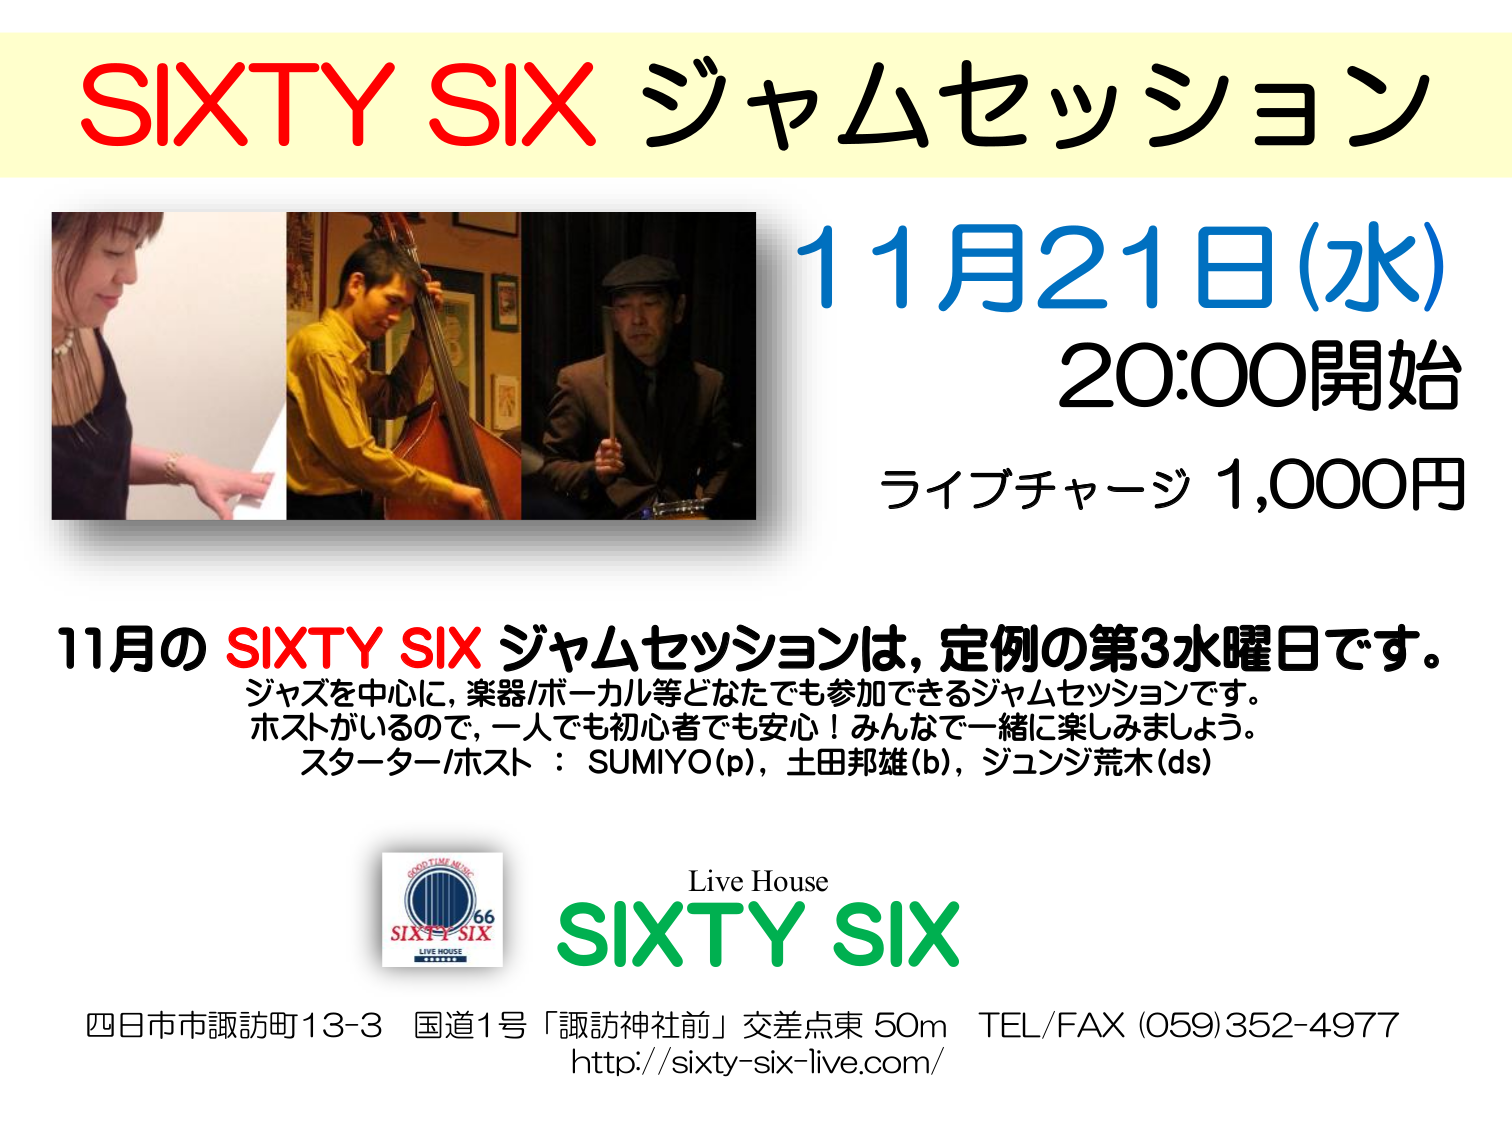 SIXTY SIX ジャムセッション
11月21日(水)
20:00開始
ライブチャージ 1,000円
11月の SIXTY SIX ジャムセッションは, 定例の第3水曜日です。
ジャズを中心に, 楽器/ボーカル等どなたでも参加できるジャムセッションです。
ホストがいるので, 一人でも初心者でも安心！みんなで一緒に楽しみましょう。
スターター/ホスト ： SUMIYO(p), 土田邦雄(b), ジュンジ荒木(ds)
GOOD TIME MUSIC
66
SIXTY SIX
LIVE HOUSE
Live House
SIXTY SIX
四日市市諏訪町13-3　国道1号「諏訪神社前」交差点東 50m　TEL/FAX (059)352-4977
http://sixty-six-live.com/